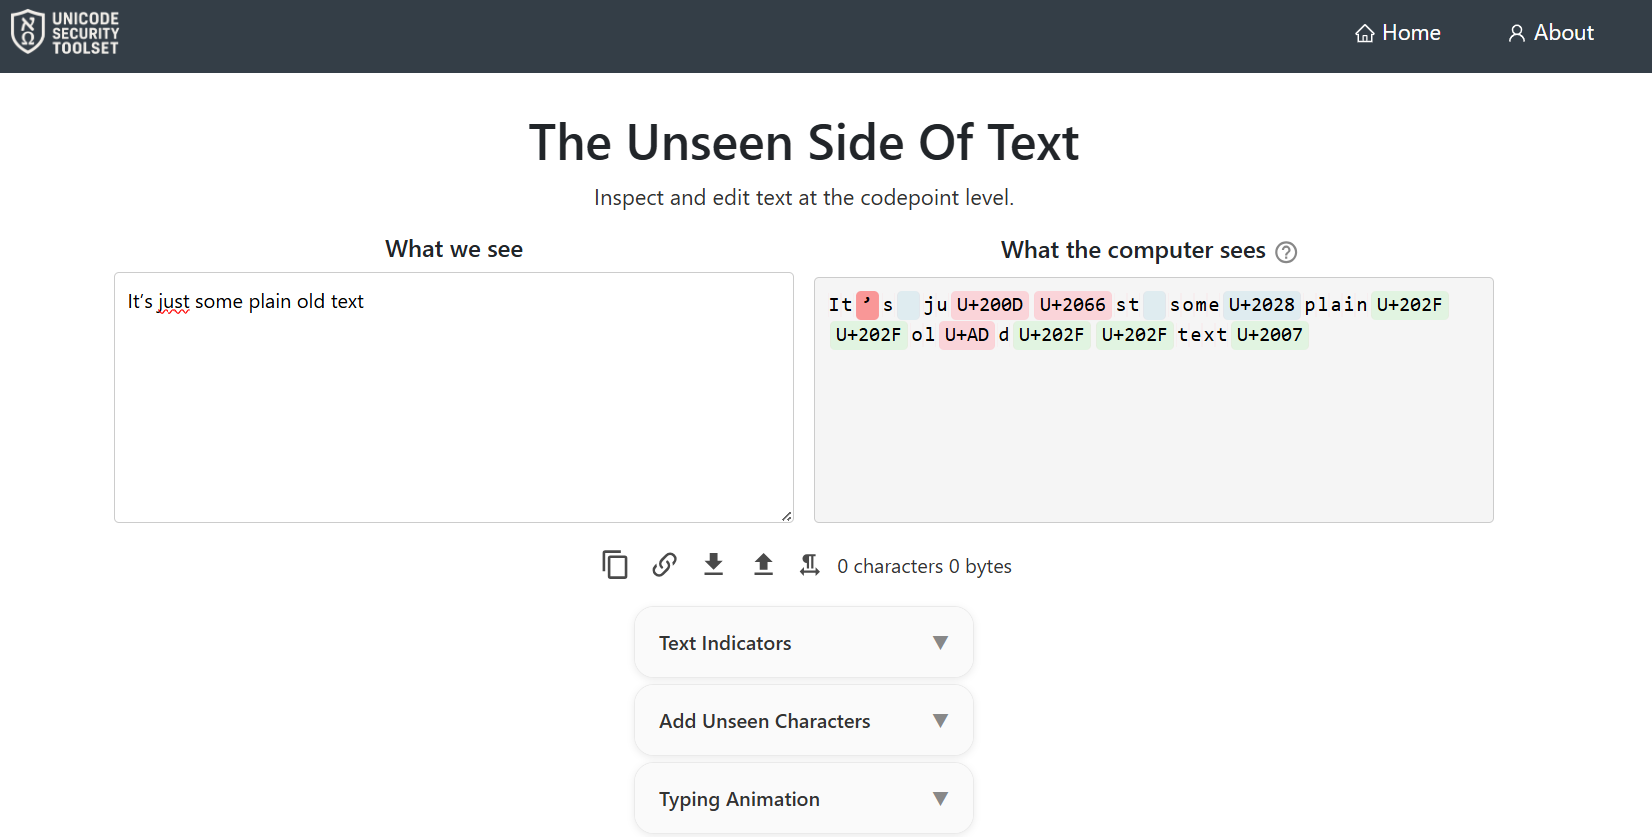 UNICODE
SECURITY
TOOLSET
Home
About
The Unseen Side Of Text
Inspect and edit text at the codepoint level.
What we see
What the computer sees ?
It’s just some plain old text
It’s ju U+200D U+2066 st some U+2028 plain U+202F
U+202F ol U+AD d U+202F U+202F text U+2007
0 characters 0 bytes
Text Indicators
Add Unseen Characters
Typing Animation